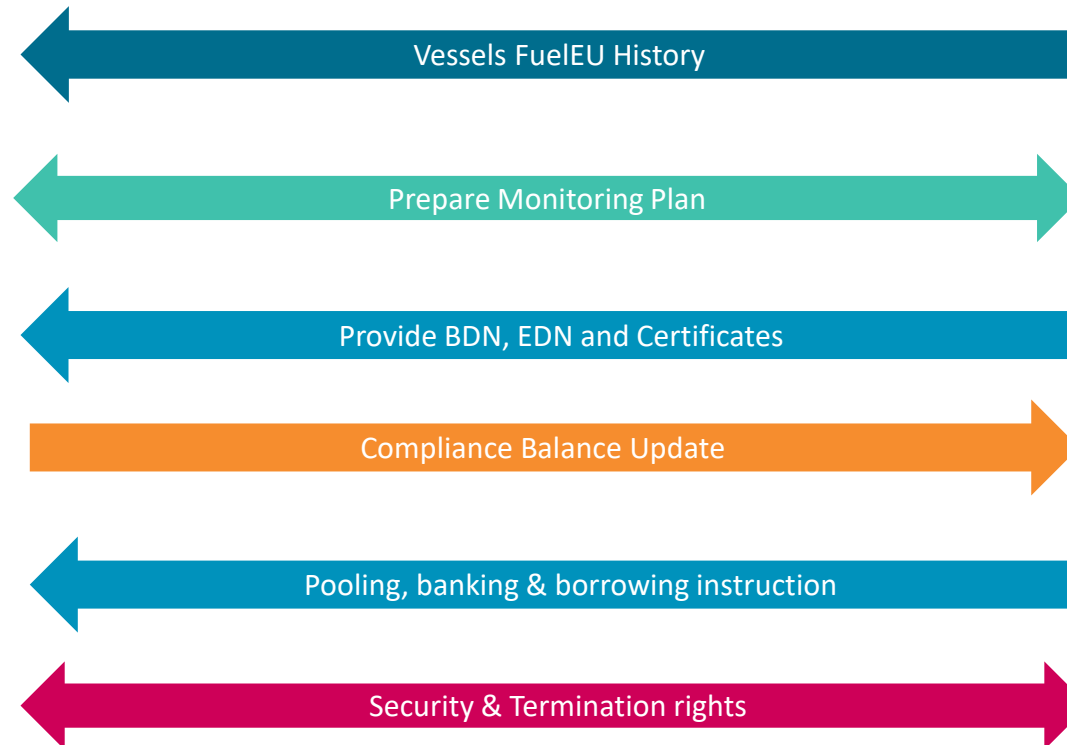 Vessels FuelEU History
Prepare Monitoring Plan
Provide BDN, EDN and Certificates
Compliance Balance Update
Pooling, banking & borrowing instruction
Security & Termination rights